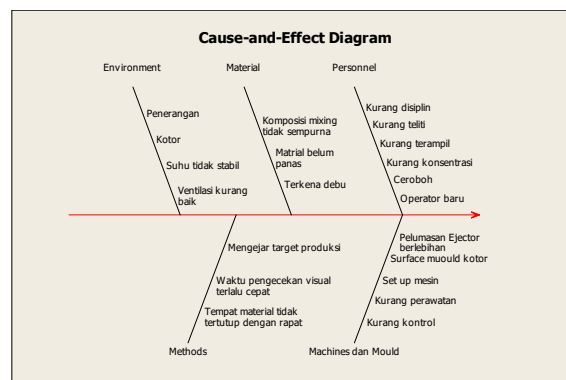 Cause-and-Effect Diagram
Environment
Material
Personnel
Penerangan
Kotor
Suhu tidak stabil
Ventilasi kurang
baik
Komposisi mixing
tidak sempurna
Matrial belum
panas
Terkena debu
Kurang disiplin
Kurang teliti
Kurang terampil
Kurang konsentrasi
Ceroboh
Operator baru
Mengejar target produksi
Waktu pengecekan visual
terlalu cepat
Tempat material tidak
tertutup dengan rapat
Methods
Pelumasan Ejector
berlebihan
Surface muould kotor
Set up mesin
Kurang perawatan
Kurang kontrol
Machines dan Mould